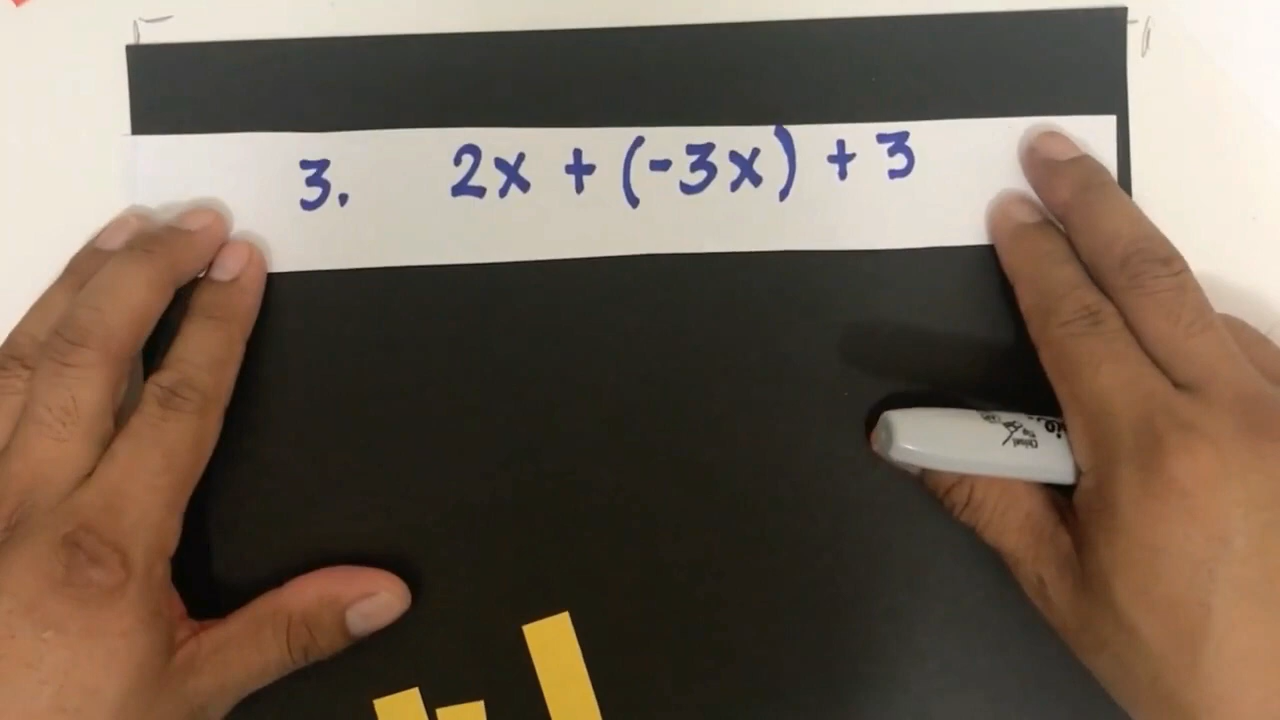 3. 2x + (-3x) + 3